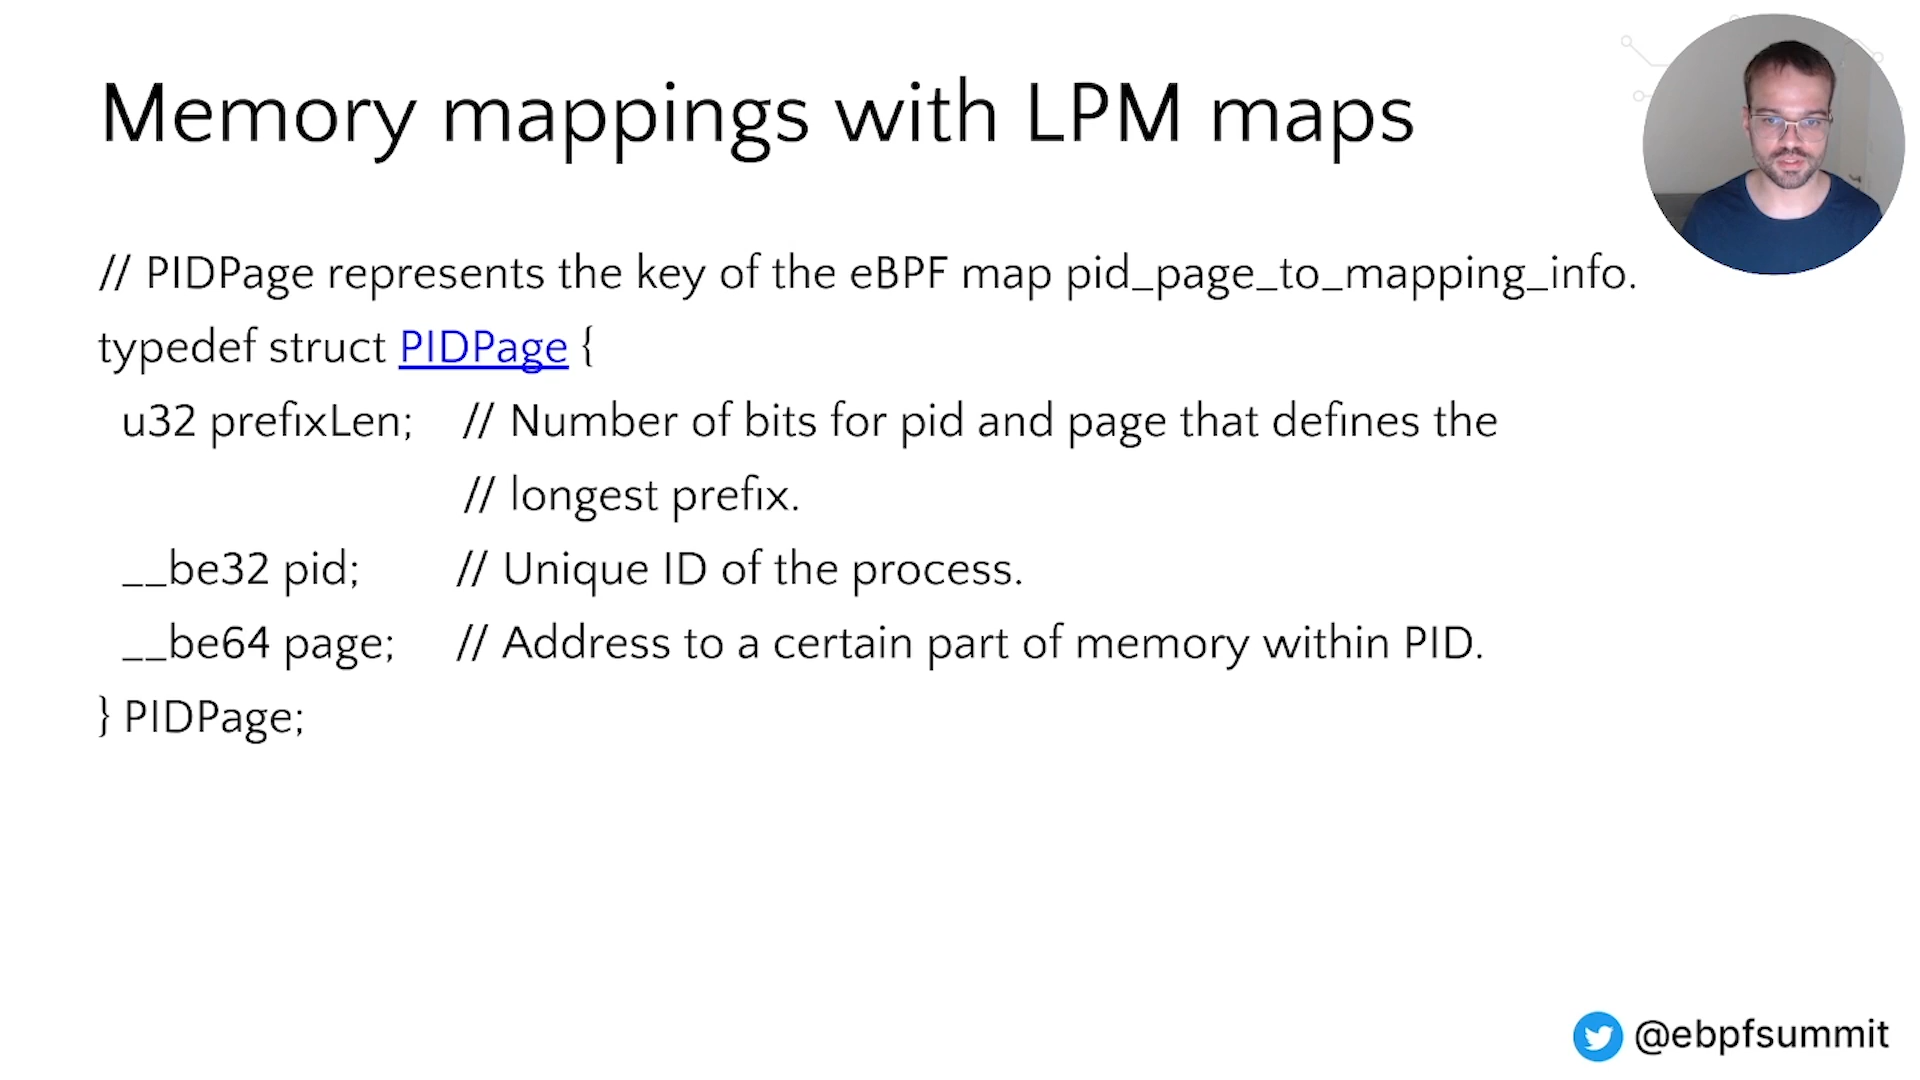 Memory mappings with LPM maps
// PIDPage represents the key of the eBPF map pid_page_to_mapping_info.
typedef struct PIDPage {
u32 prefixLen; // Number of bits for pid and page that defines the
// longest prefix.
__be32 pid; // Unique ID of the process.
__be64 page; // Address to a certain part of memory within PID.
} PIDPage;
@ebpfsummit